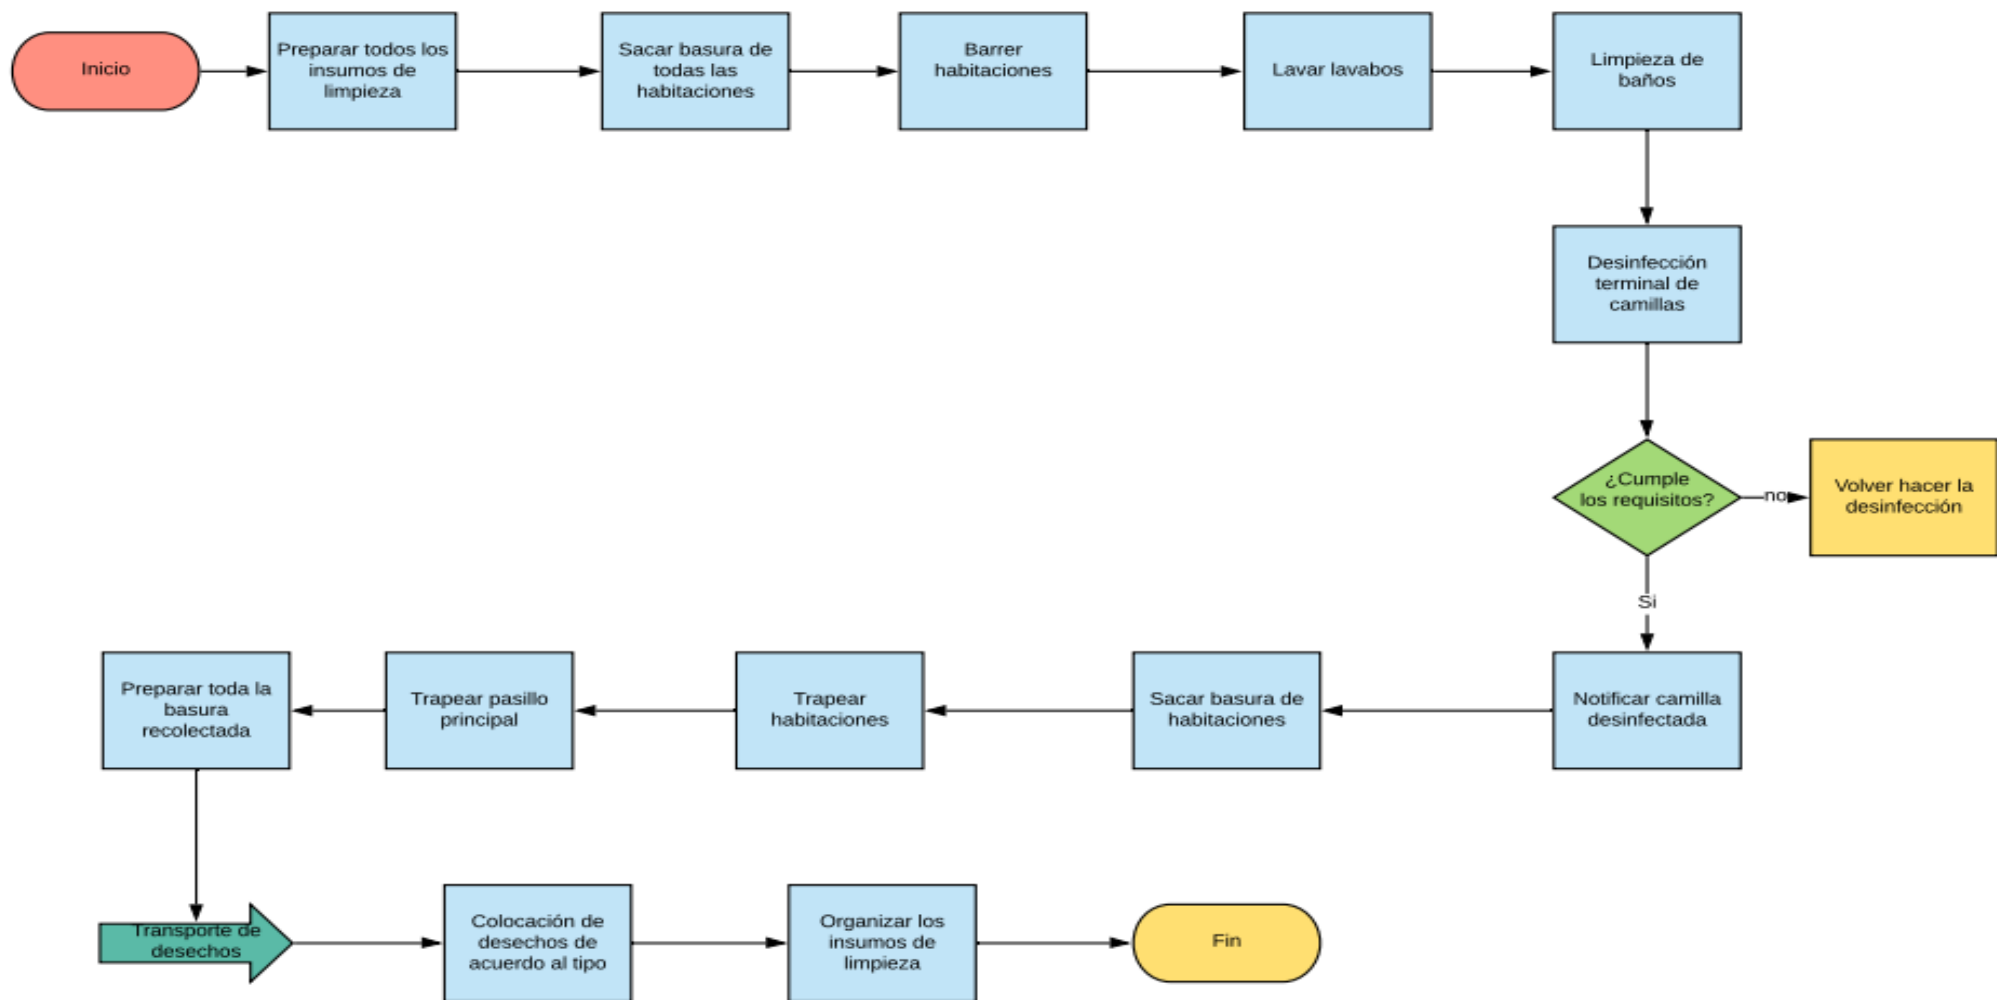 Inicio
Preparar todos los
insumos de
limpieza
Sacar basura de
todas las
habitaciones
Barrer
habitaciones
Lavar lavabos
Limpieza de
baños
Desinfección
terminal de
camillas
¿Cumple
los requisitos?
no
Volver hacer la
desinfección
Si
Notificar camilla
desinfectada
Sacar basura de
habitaciones
Trapear
habitaciones
Trapear pasillo
principal
Preparar toda la
basura
recolectada
Transporte de
desechos
Colocación de
desechos de
acuerdo al tipo
Organizar los
insumos de
limpieza
Fin